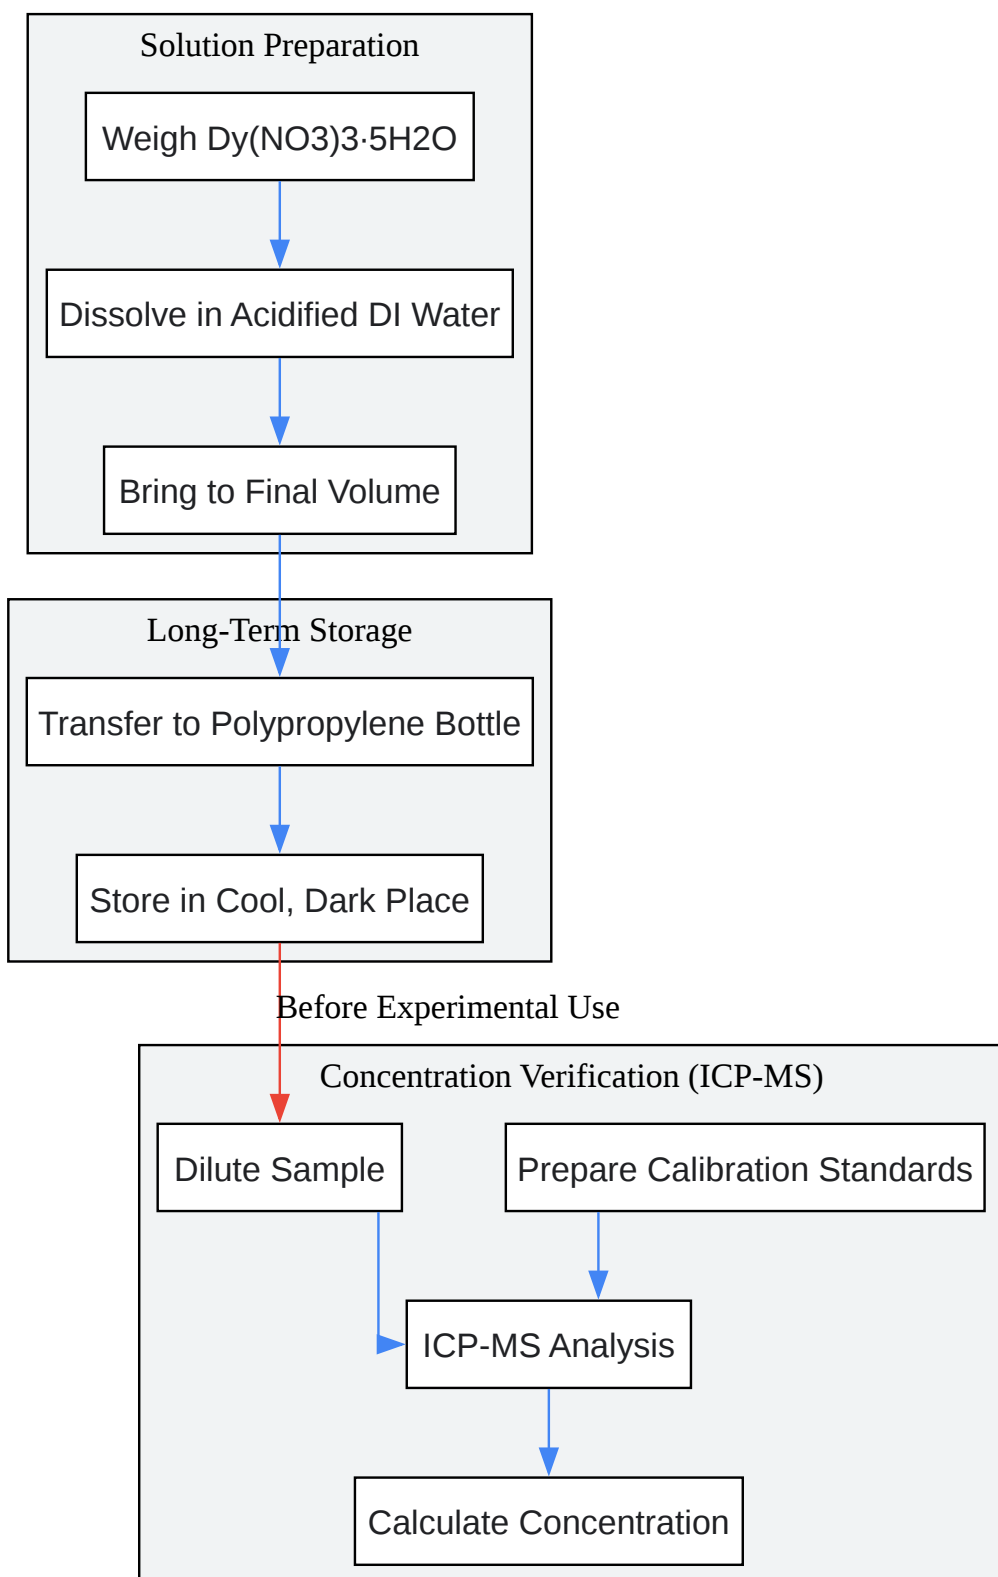 Solution Preparation
Weigh Dy(NO3)3·5H2O
Dissolve in Acidified DI Water
Bring to Final Volume
Long-Term Storage
Transfer to Polypropylene Bottle
Store in Cool, Dark Place
Before Experimental Use
Concentration Verification (ICP-MS)
Dilute Sample
Prepare Calibration Standards
ICP-MS Analysis
Calculate Concentration